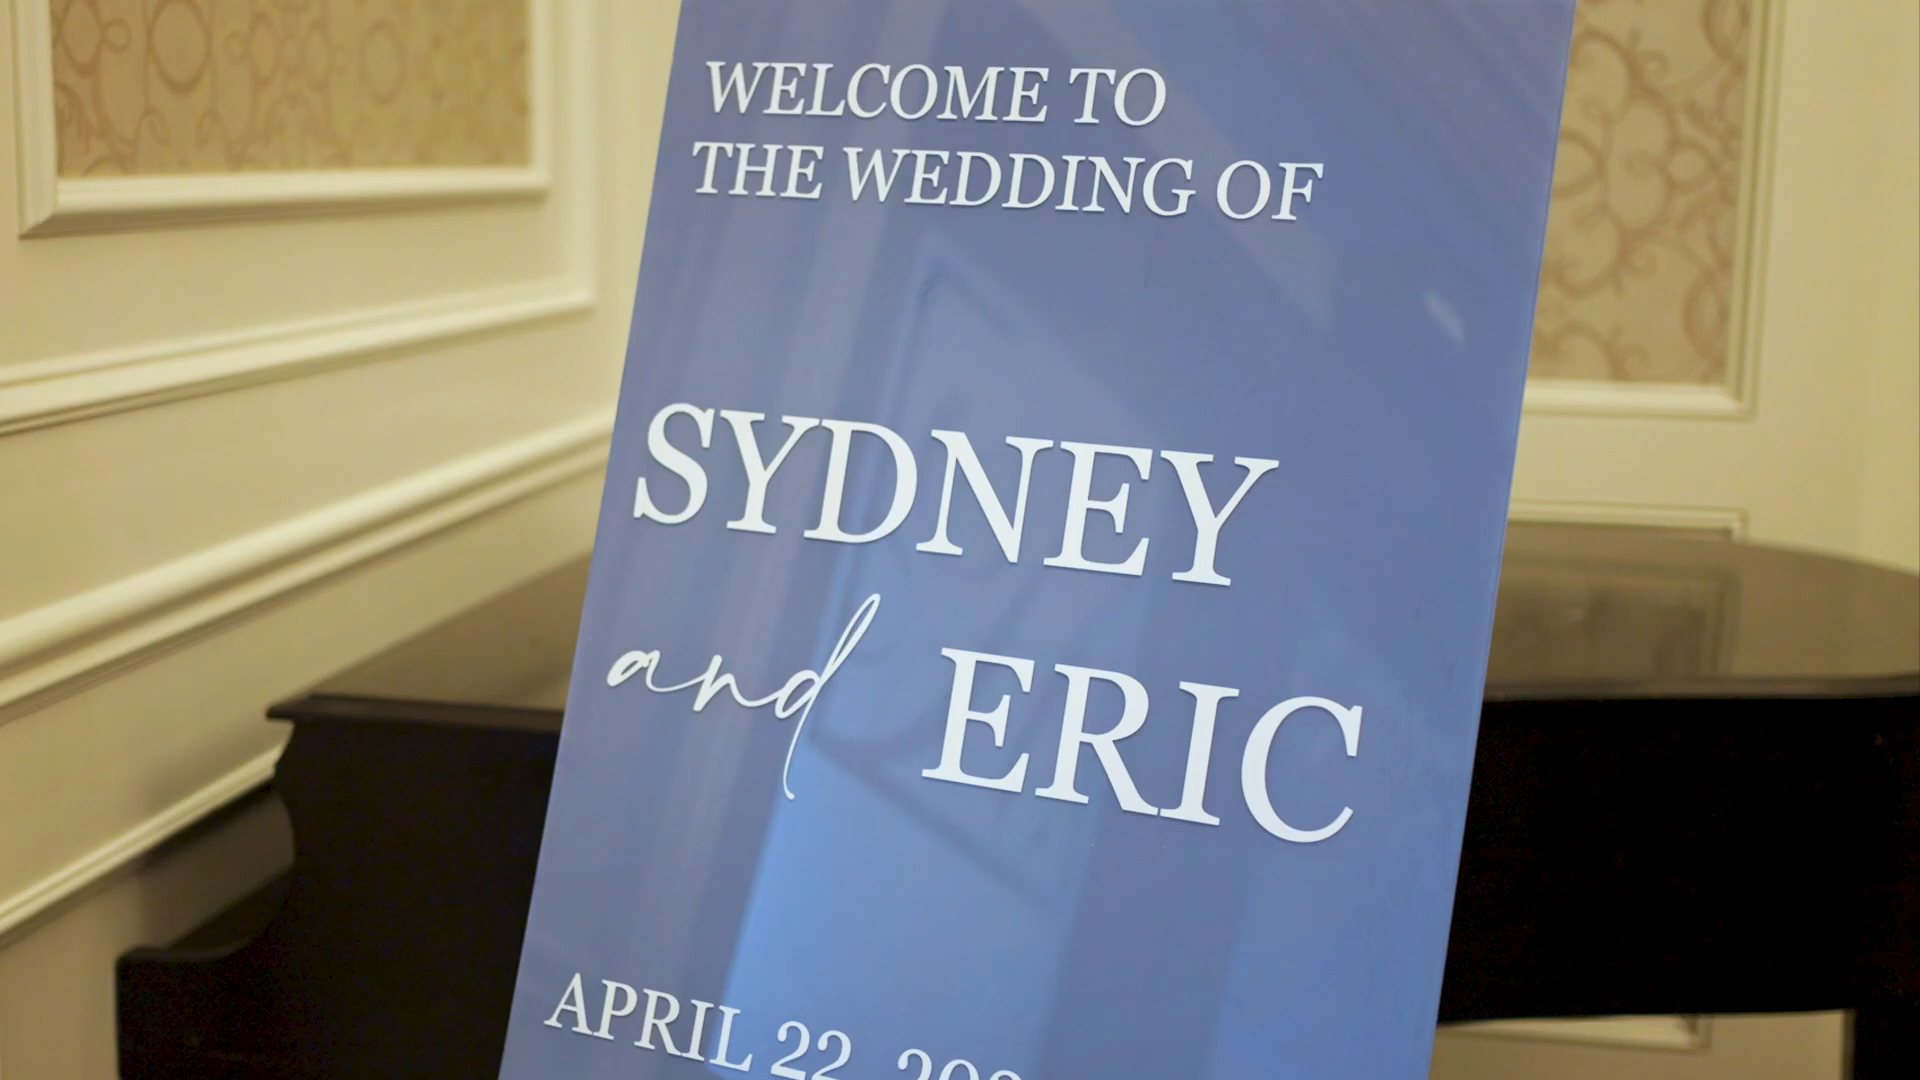 WELCOME TO
THE WEDDING OF
SYDNEY
and ERIC
APRIL 22,